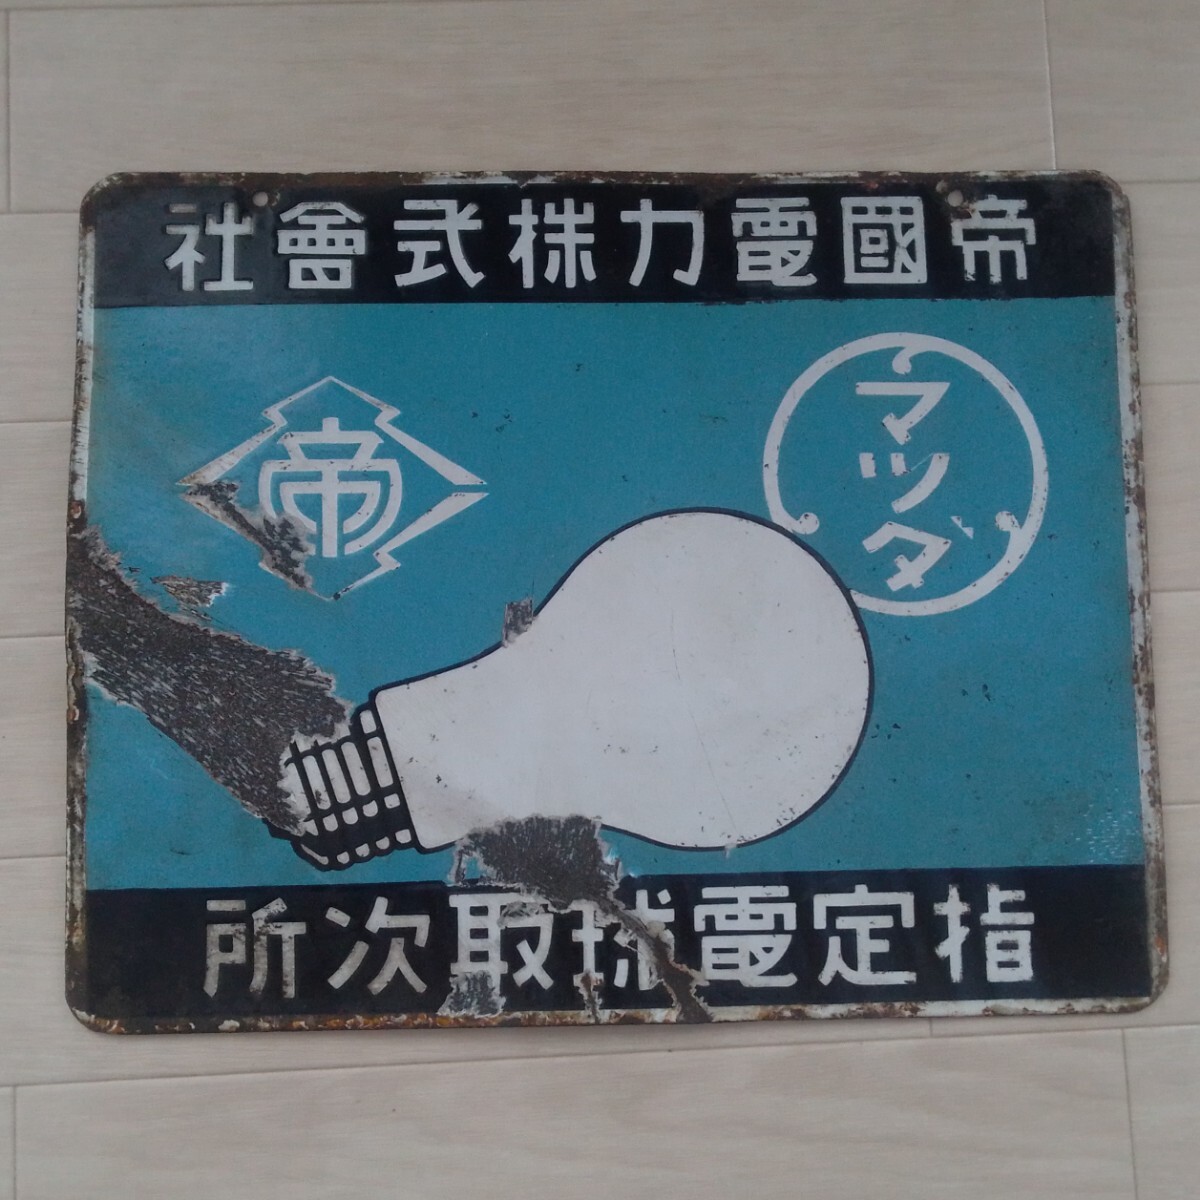 帝國電力株式會社
帝
マツダ
指定電球取次所